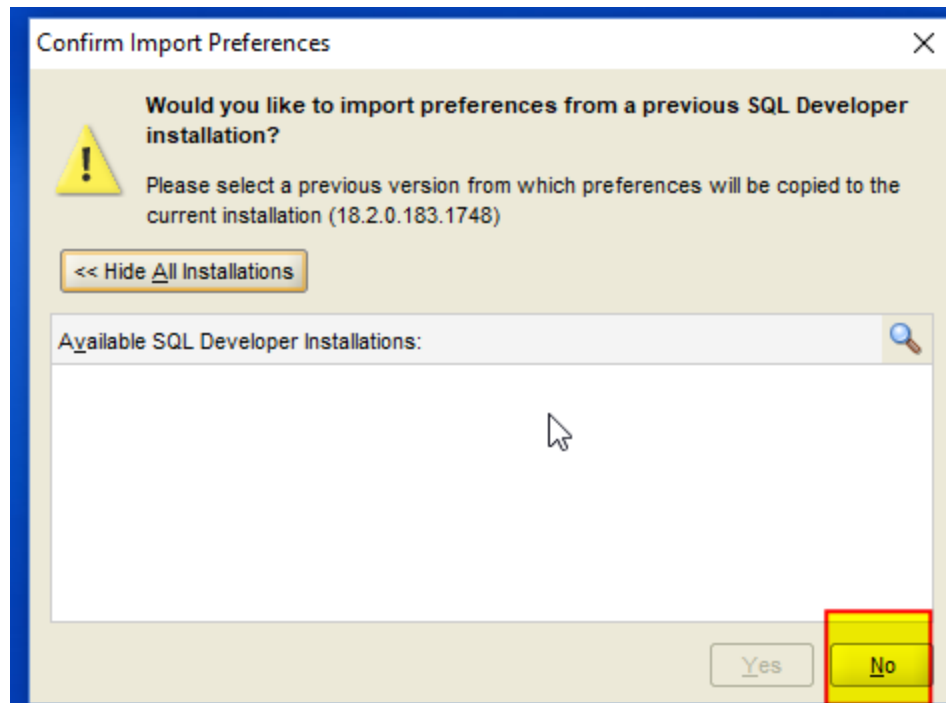 Confirm Import Preferences
Would you like to import preferences from a previous SQL Developer
installation?
Please select a previous version from which preferences will be copied to the
current installation (18.2.0.183.1748)
<< Hide All Installations
Available SQL Developer Installations:
Yes
No